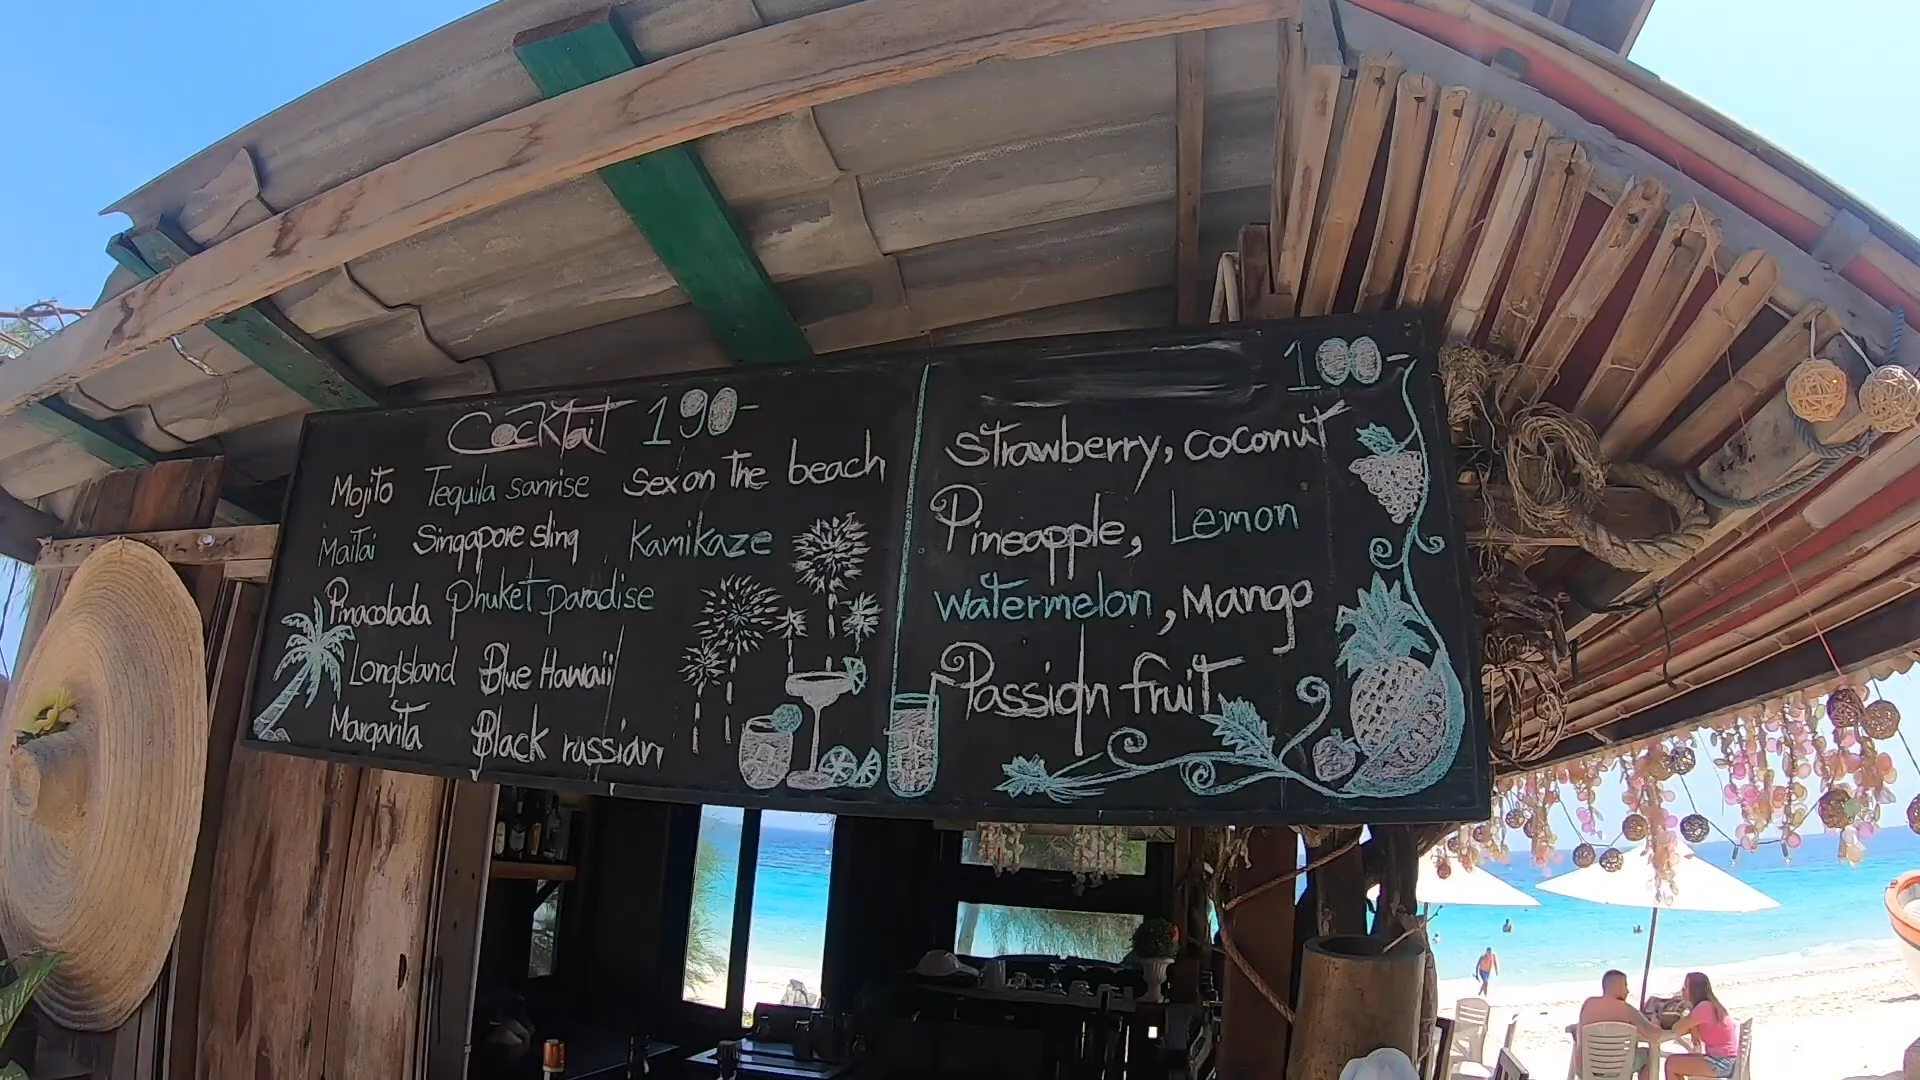 Cocktail 190-
Mojito Tequila sanrise Sex on The beach
Maitai Singapore sling Kamikaze
Pinacolada Phuket paradise
LongIsland Blue Hawaii
Margarita Black russian
100-
Strawberry, coconut
Pineapple, Lemon
watermelon, Mango
Passion fruit